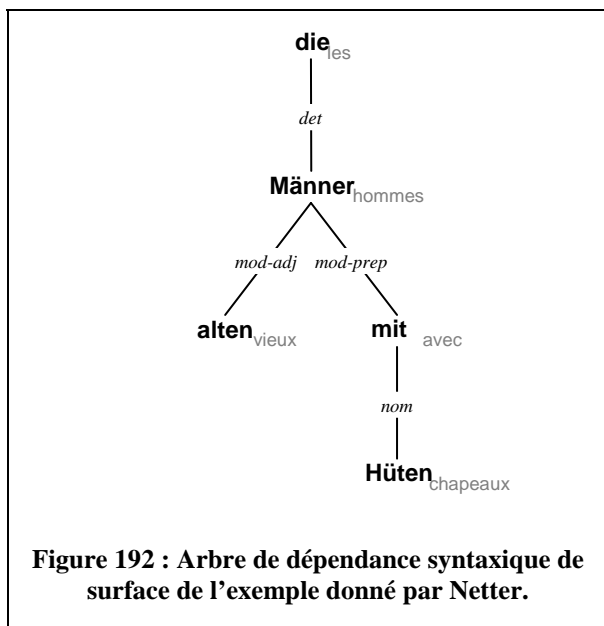 die les
det
Männer hommes
mod-adj mod-prep
alten vieux mit avec
nom
Hüten chapeaux
Figure 192 : Arbre de dépendance syntaxique de
surface de l'exemple donné par Netter.